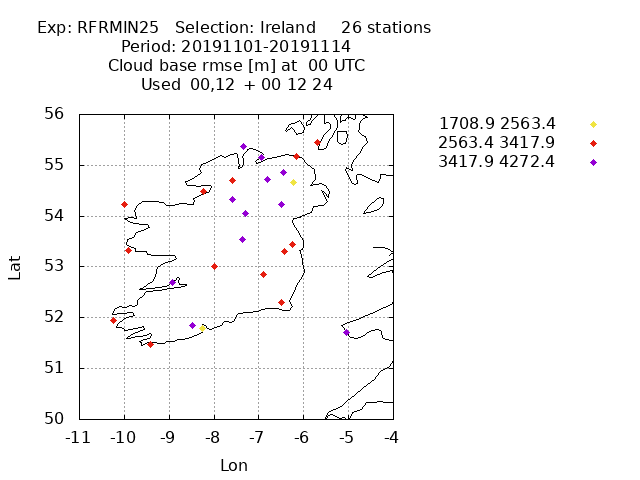 Exp: RFRMIN25 Selection: Ireland 26 stations
Period: 20191101-20191114
Cloud base rmse [m] at 00 UTC
Used 00,12 + 00 12 24
1708.9 2563.4
2563.4 3417.9
3417.9 4272.4
56
55
54
53
52
51
50
Lat
-11 -10 -9 -8 -7 -6 -5 -4
Lon